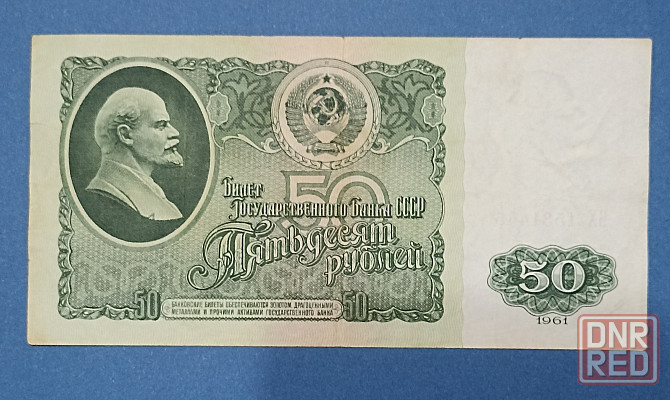 50
Билет
Государственного Банка СССР
Пятьдесят
рублей
50
БАНКОВСКИЕ БИЛЕТЫ ОБЕСПЕЧИВАЮТСЯ ЗОЛОТОМ, ДРАГОЦЕННЫМИ
МЕТАЛЛАМИ И ПРОЧИМИ АКТИВАМИ ГОСУДАРСТВЕННОГО БАНКА
50
50
1961
DNR
RED